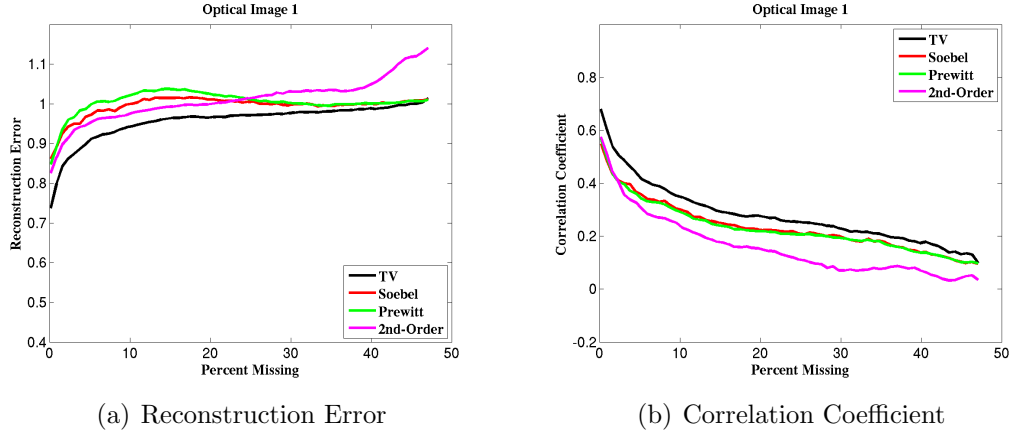 Optical Image 1
Reconstruction Error
1.1
1
0.9
0.8
0.7
0.6
0.5
0.4
0 10 20 30 40 50
Percent Missing
TV
Soebel
Prewitt
2nd-Order
(a) Reconstruction Error
Optical Image 1
Correlation Coefficient
0.8
0.6
0.4
0.2
0
-0.2
0 10 20 30 40 50
Percent Missing
TV
Soebel
Prewitt
2nd-Order
(b) Correlation Coefficient